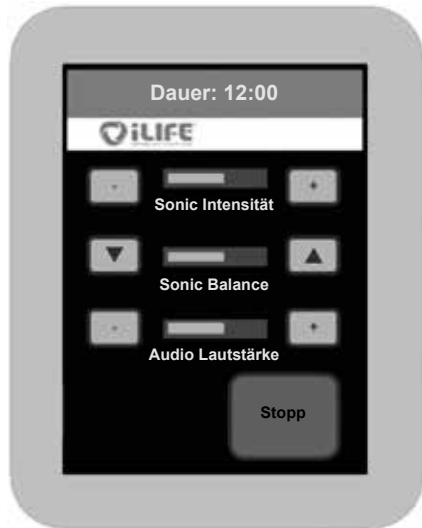 Dauer: 12:00
iLIFE
- +
Sonic Intensität
▼ ▲
Sonic Balance
- +
Audio Lautstärke
Stopp